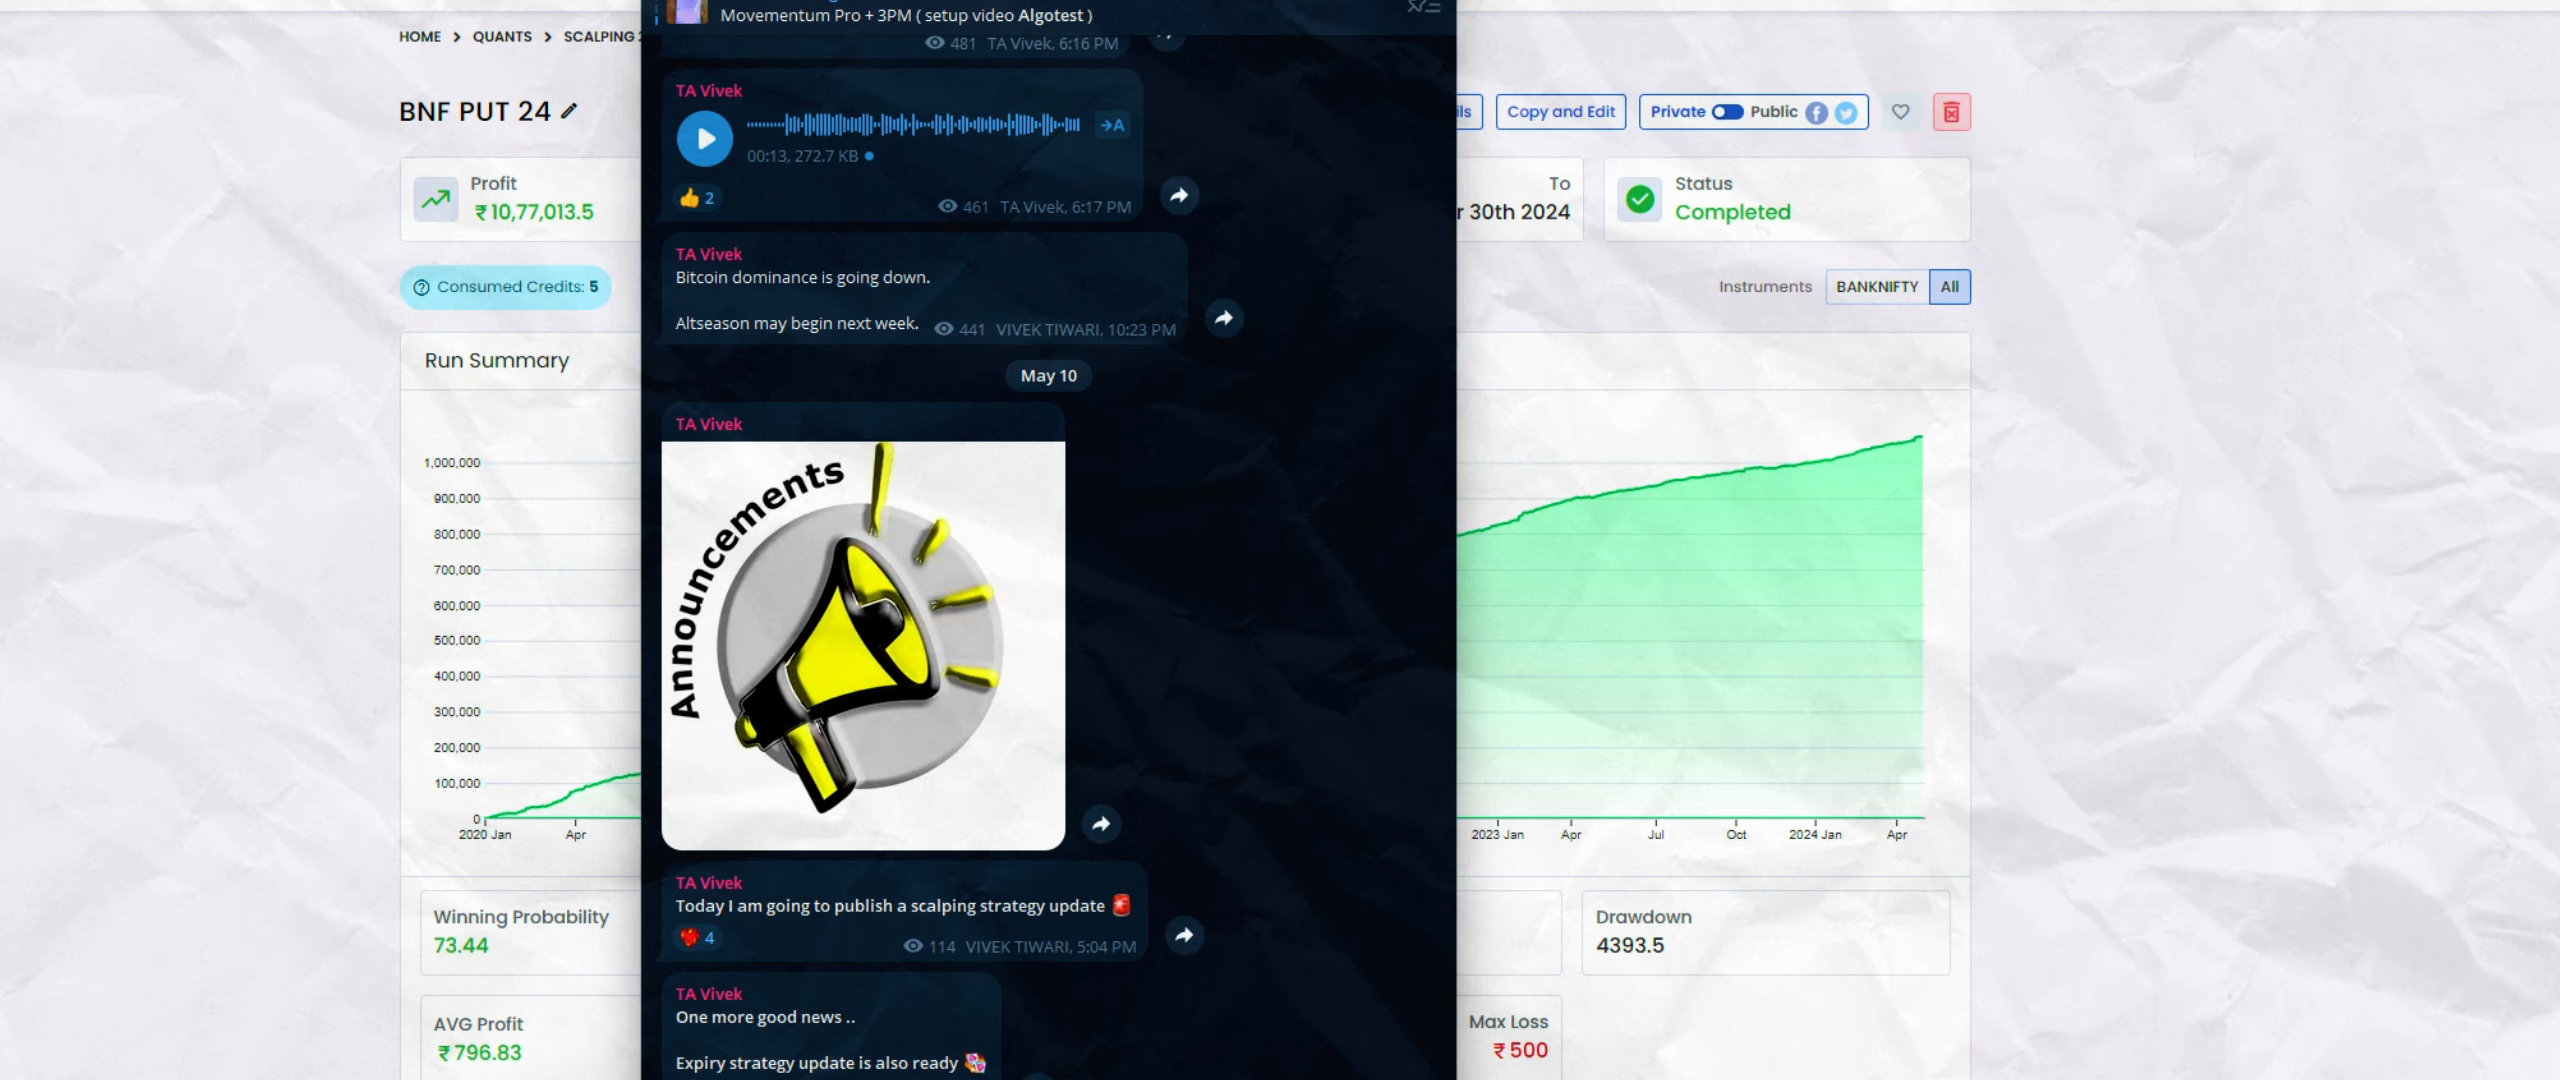 Movementum Pro + 3PM ( setup video Algotest )
HOME > QUANTS > SCALPING
481 TA Vivek, 6:16 PM
BNF PUT 24
TA Vivek
→A
00:13, 272.7 KB
2
461 TA Vivek, 6:17 PM
ils
Copy and Edit
Private Public
Profit
₹10,77,013.5
To
r 30th 2024
Status
Completed
Consumed Credits: 5
TA Vivek
Bitcoin dominance is going down.
Altseason may begin next week.
441 VIVEK TIWARI, 10:23 PM
Instruments BANKNIFTY All
Run Summary
May 10
TA Vivek
Announcements
1,000,000
900,000
800,000
700,000
600,000
500,000
400,000
300,000
200,000
100,000
0
2020 Jan Apr
2023 Jan Apr Jul Oct 2024 Jan Apr
TA Vivek
Today I am going to publish a scalping strategy update
4
114 VIVEK TIWARI, 5:04 PM
Winning Probability
73.44
Drawdown
4393.5
TA Vivek
One more good news ..
Expiry strategy update is also ready
AVG Profit
₹796.83
Max Loss
₹500